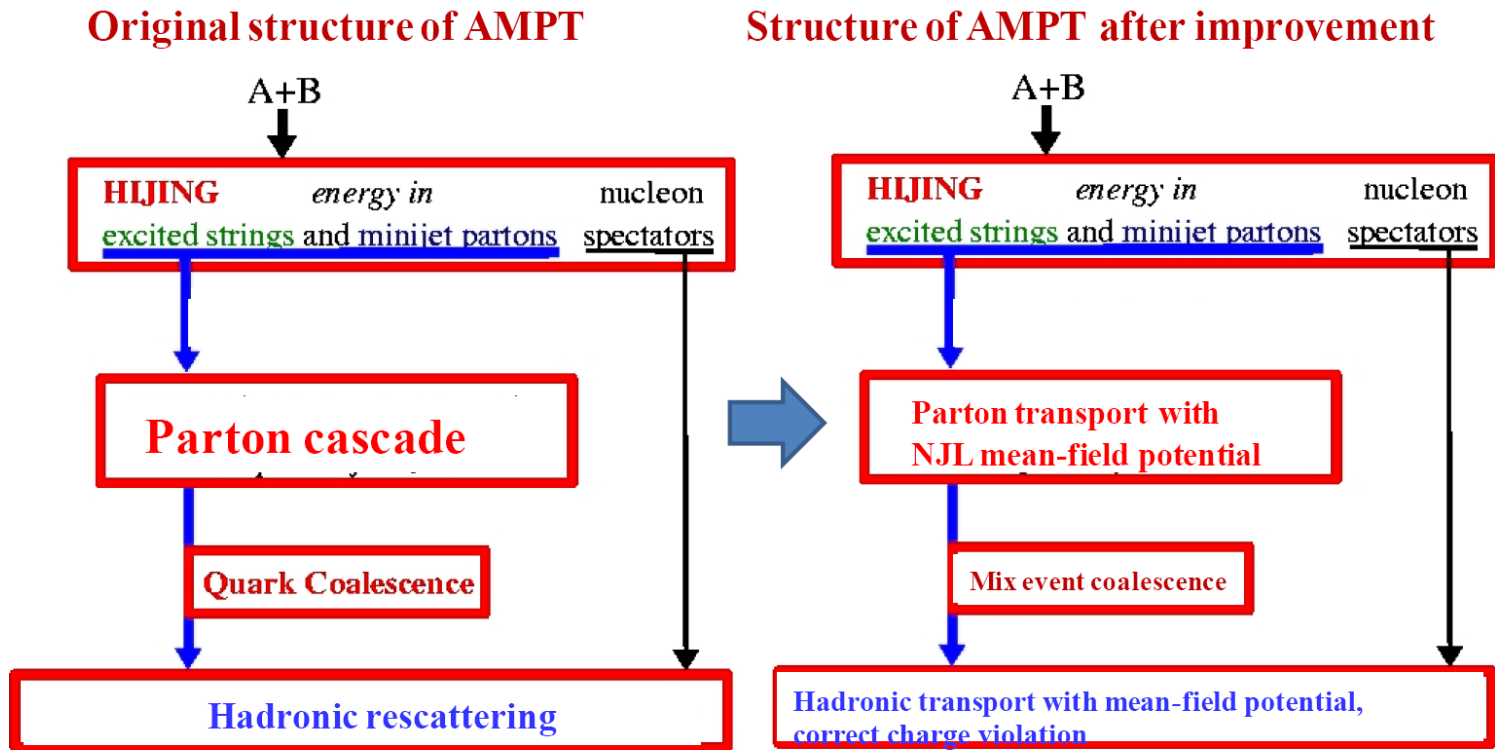 Original structure of AMPT
A+B
HIJING energy in nucleon
excited strings and minijet partons spectators
Parton cascade
Quark Coalescence
Hadronic rescattering
Structure of AMPT after improvement
A+B
HIJING energy in nucleon
excited strings and minijet partons spectators
Parton transport with
NJL mean-field potential
Mix event coalescence
Hadronic transport with mean-field potential,
correct charge violation